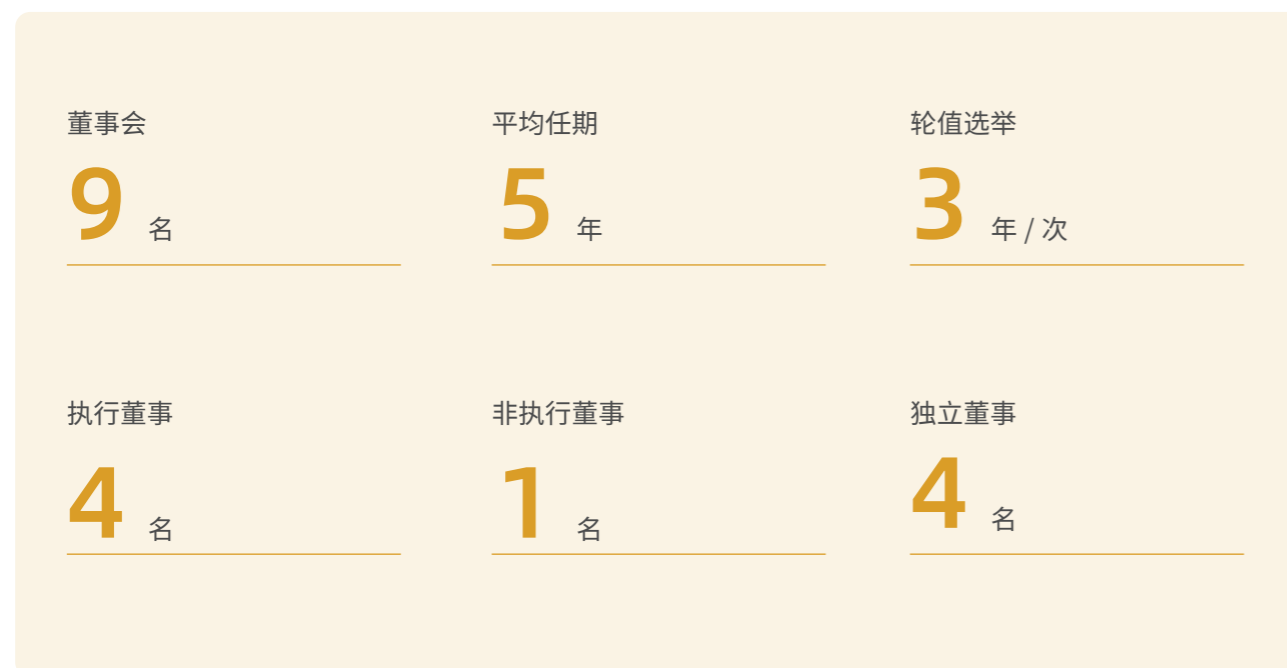 董事会
9 名
平均任期
5 年
轮值选举
3 年 / 次
执行董事
4 名
非执行董事
1 名
独立董事
4 名